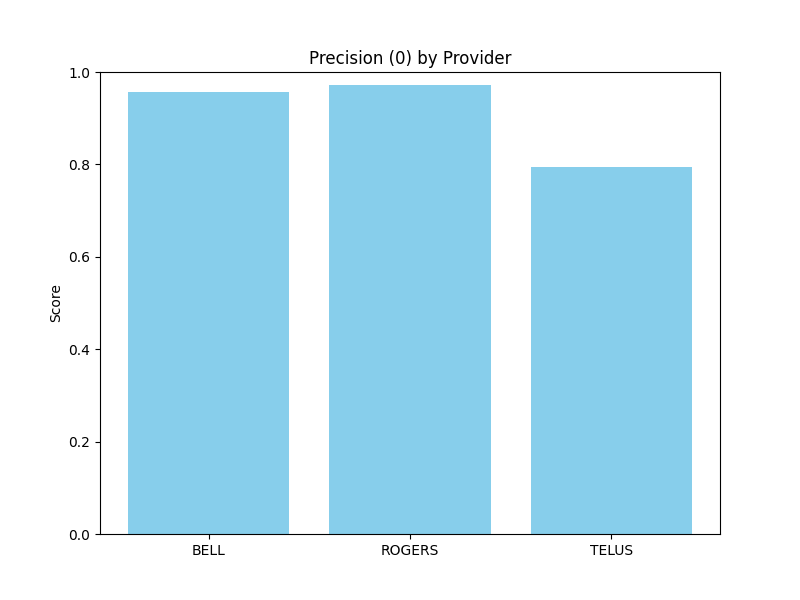 Precision (0) by Provider
1.0
0.8
0.6
0.4
0.2
0.0
Score
BELL
ROGERS
TELUS